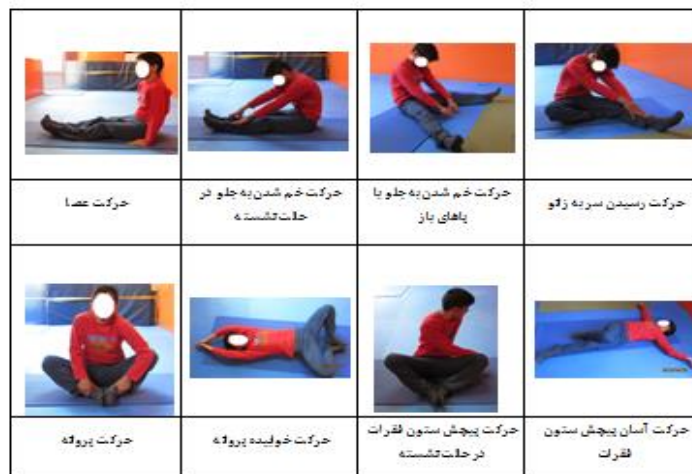 حرکت رسیدن سر به زانو
حرکت خم شدن به جلو با
پاهای باز
حرکت خم شدن به جلو در
حالت نشسته
حرکت عصا
حرکت آسان پیچش ستون
فقرات
حرکت پیچش ستون فقرات
در حالت نشسته
حرکت خوابیده پروانه
حرکت پروانه